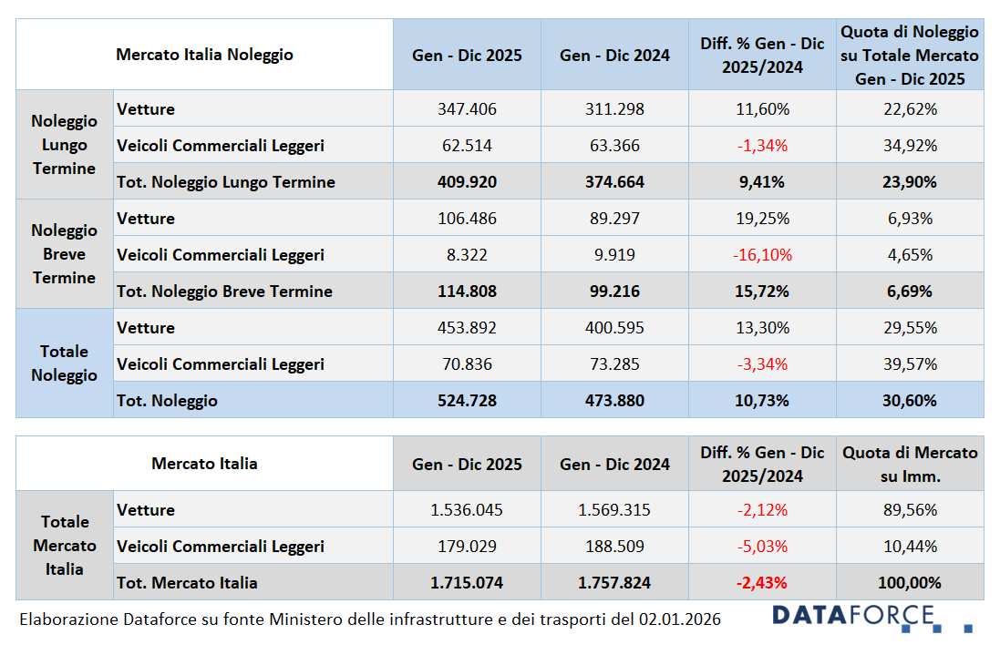 Mercato Italia Noleggio
Gen - Dic 2025
Gen - Dic 2024
Diff. % Gen - Dic
2025/2024
Quota di Noleggio
su Totale Mercato
Gen - Dic 2025
Noleggio
Lungo
Termine
Vetture 347.406 311.298 11,60% 22,62%
Veicoli Commerciali Leggeri 62.514 63.366 -1,34% 34,92%
Tot. Noleggio Lungo Termine 409.920 374.664 9,41% 23,90%
Noleggio
Breve
Termine
Vetture 106.486 89.297 19,25% 6,93%
Veicoli Commerciali Leggeri 8.322 9.919 -16,10% 4,65%
Tot. Noleggio Breve Termine 114.808 99.216 15,72% 6,69%
Totale
Noleggio
Vetture 453.892 400.595 13,30% 29,55%
Veicoli Commerciali Leggeri 70.836 73.285 -3,34% 39,57%
Tot. Noleggio 524.728 473.880 10,73% 30,60%
Mercato Italia
Gen - Dic 2025
Gen - Dic 2024
Diff. % Gen - Dic
2025/2024
Quota di Mercato
su Imm.
Totale
Mercato
Italia
Vetture 1.536.045 1.569.315 -2,12% 89,56%
Veicoli Commerciali Leggeri 179.029 188.509 -5,03% 10,44%
Tot. Mercato Italia 1.715.074 1.757.824 -2,43% 100,00%
Elaborazione Dataforce su fonte Ministero delle infrastrutture e dei trasporti del 02.01.2026
DATAFORCE